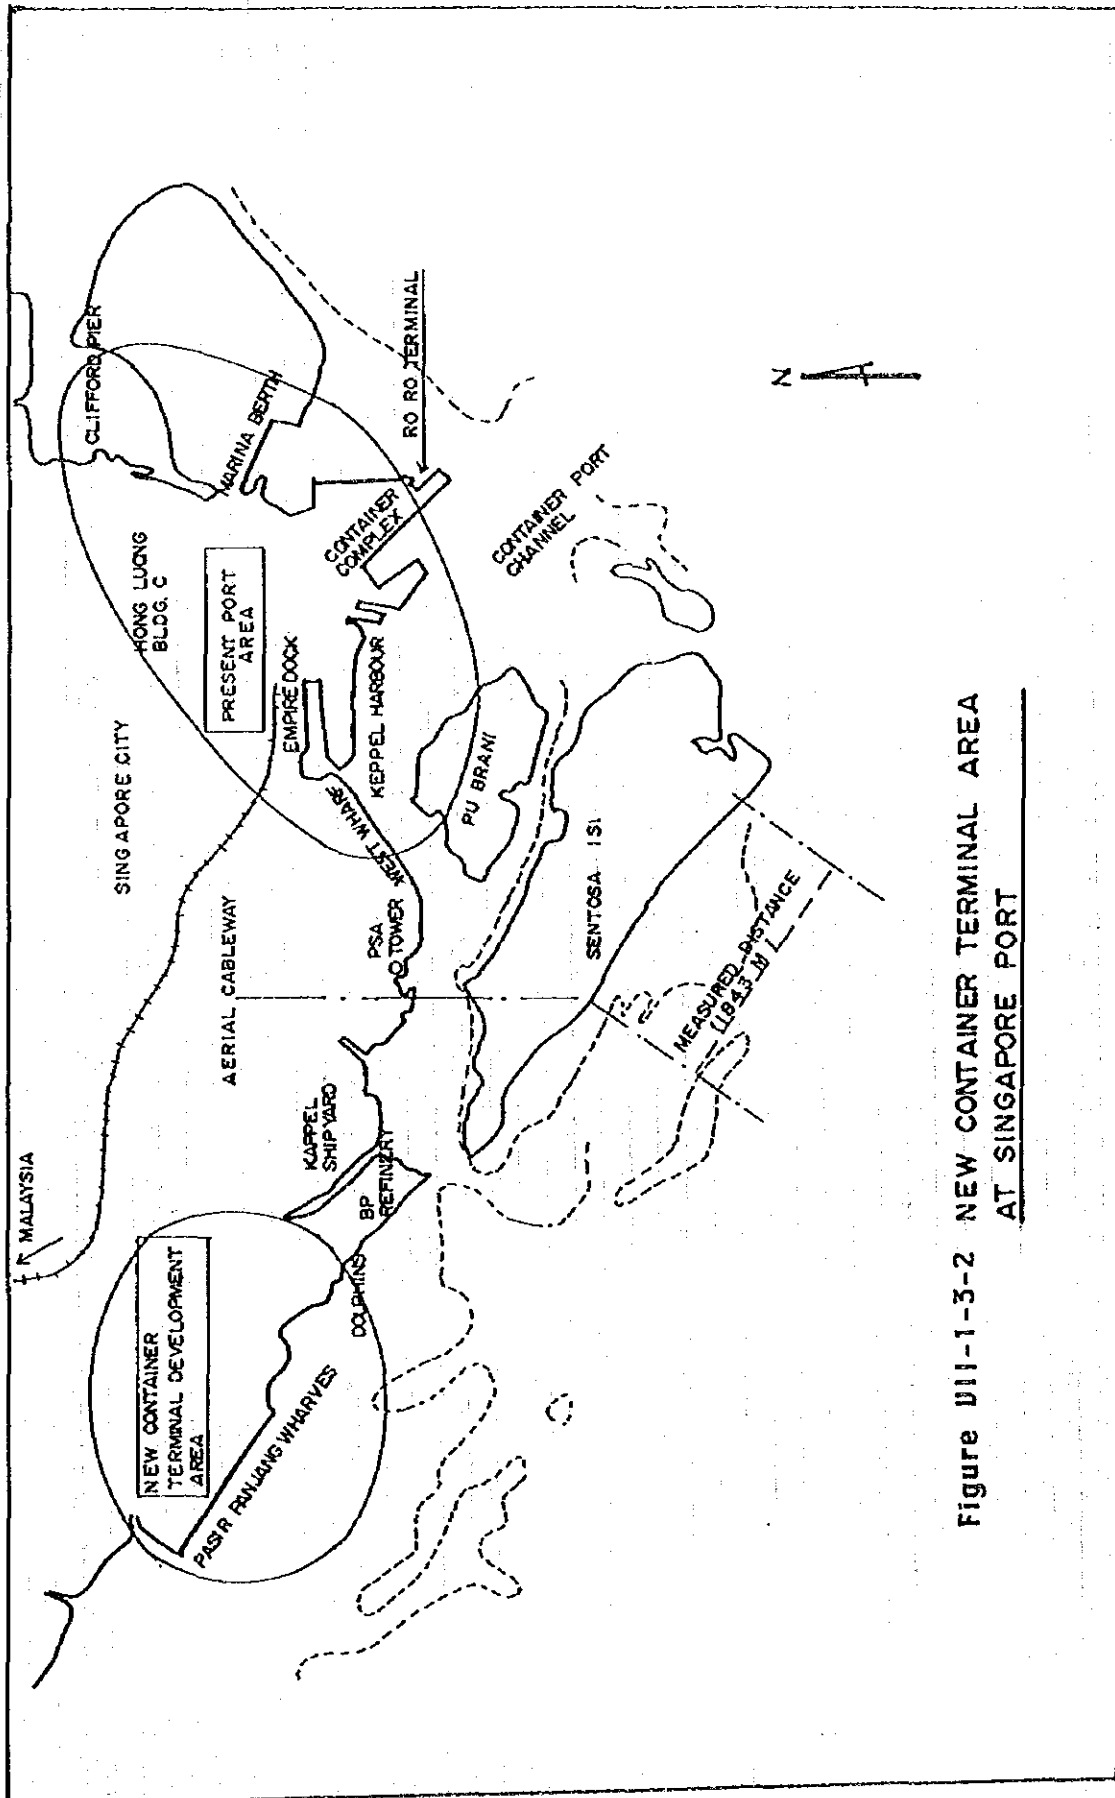 MALAYSIA
SINGAPORE CITY
CLIFFORD PIER
HONG LUONG
BLDG. C
MARINA BERTH
PRESENT PORT
AREA
NEW CONTAINER
TERMINAL DEVELOPMENT
AREA
AERIAL CABLEWAY
EMPIRE DOCK
CONTAINER
COMPLEX
RO RO TERMINAL
KAPPEL
SHIPYARD
PSA
TOWER
WEST WHARF
KEPPEL HARBOUR
PASIR PANJANG WHARVES
DOLPHINS
BP
REFINERY
PU BRANI
CONTAINER PORT
CHANNEL
SENTOSA ISl
MEASURED DISTANCE
(1843 M)
N
Figure UII-1-3-2 NEW CONTAINER TERMINAL AREA
AT SINGAPORE PORT